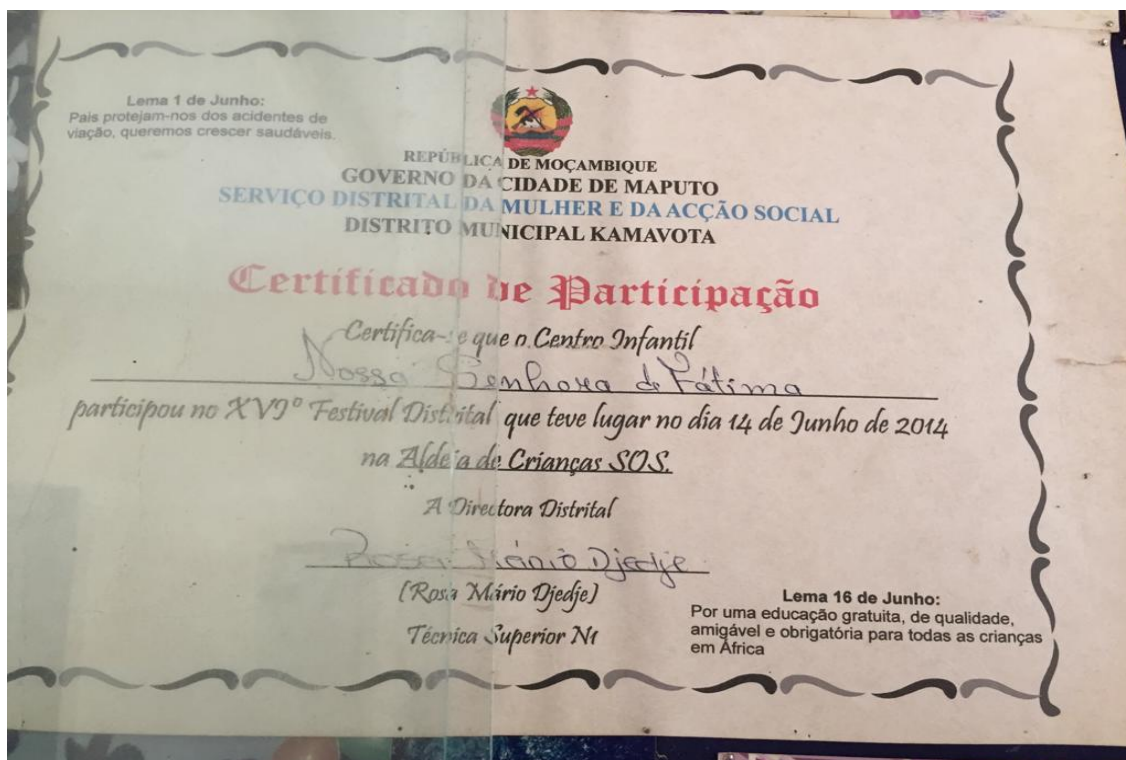 Lema 1 de Junho:
Pais protejam-nos dos acidentes de
viação, queremos crescer saudáveis.
REPÚBLICA DE MOÇAMBIQUE
GOVERNO DA CIDADE DE MAPUTO
SERVIÇO DISTRITAL DA MULHER E DA ACÇÃO SOCIAL
DISTRITO MUNICIPAL KAMAVOTA
Certificado de Participação
Certifica-se que o Centro Infantil
Nossa Senhora de Fátima
participou no XVIº Festival Distrital que teve lugar no dia 14 de Junho de 2014
na Aldeia de Crianças SOS.
A Directora Distrital
Rosa Mário Djedje
(Rosa Mário Djedje)
Técnica Superior N1
Lema 16 de Junho:
Por uma educação gratuita, de qualidade,
amigável e obrigatória para todas as crianças
em África